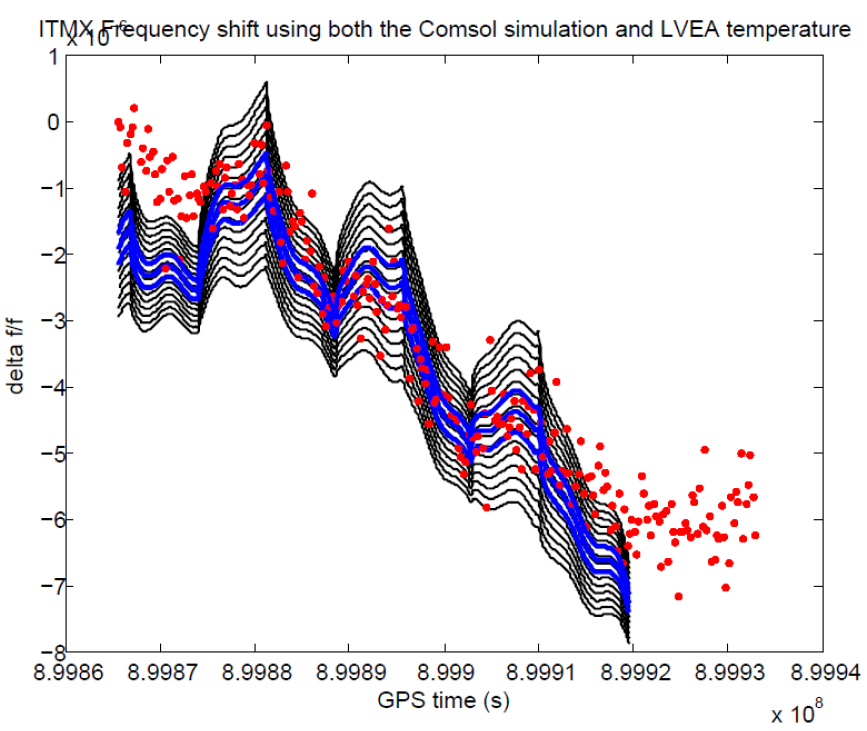 ITMX Frequency shift using both the Comsol simulation and LVEA temperature
x 10^-6
1
0
−1
−2
−3
−4
−5
−6
−7
−8
delta f/f
8.9986 8.9987 8.9988 8.9989 8.999 8.9991 8.9992 8.9993 8.9994
GPS time (s)
x 10^8